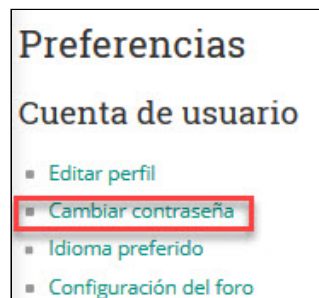 Preferencias
Cuenta de usuario
Editar perfil
Cambiar contraseña
Idioma preferido
Configuración del foro